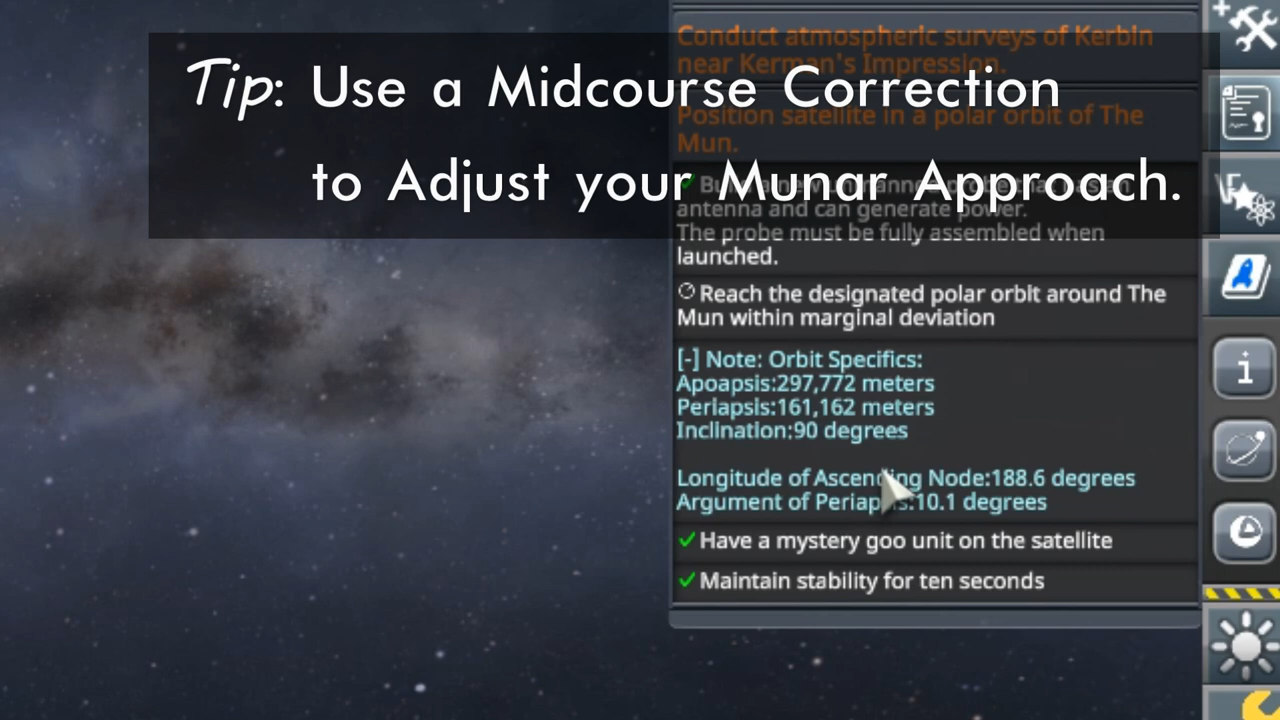 Tip: Use a Midcourse Correction
to Adjust your Munar Approach.
Conduct atmospheric surveys of Kerbin
near Kerman's Impression.
Position satellite in a polar orbit of The
Mun.
antenna and can generate power.
The probe must be fully assembled when
launched.
Reach the designated polar orbit around The
Mun within marginal deviation
[-] Note: Orbit Specifics:
Apoapsis:297,772 meters
Periapsis:161,162 meters
Inclination:90 degrees
Longitude of Ascending Node:188.6 degrees
Argument of Periapsis:10.1 degrees
Have a mystery goo unit on the satellite
Maintain stability for ten seconds